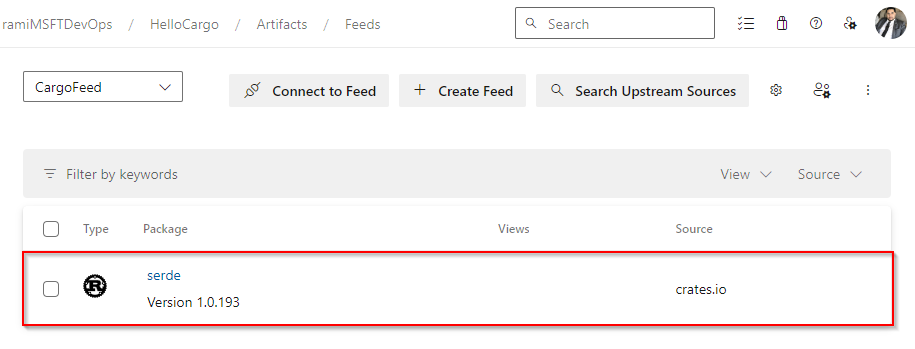 ramiMSFTDevOps / HelloCargo / Artifacts / Feeds Search
CargoFeed Connect to Feed + Create Feed Search Upstream Sources
Filter by keywords View Source
Type Package Views Source
serde
Version 1.0.193 crates.io